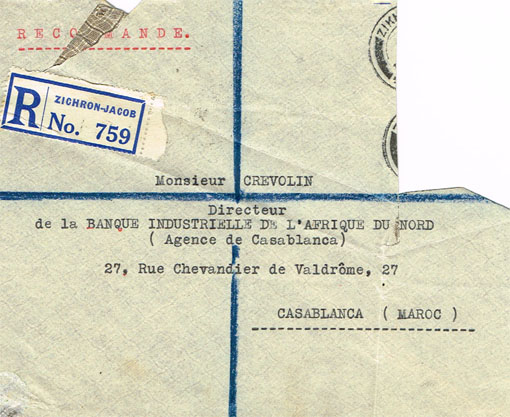 RECOMMANDE.
R ZICHRON-JACOB
No. 759
ZIKH
Monsieur CREVOLIN
Directeur
de la BANQUE INDUSTRIELLE DE L'AFRIQUE DU NORD
( Agence de Casablanca)
27, Rue Chevandier de Valdrôme, 27
CASABLANCA ( MAROC )